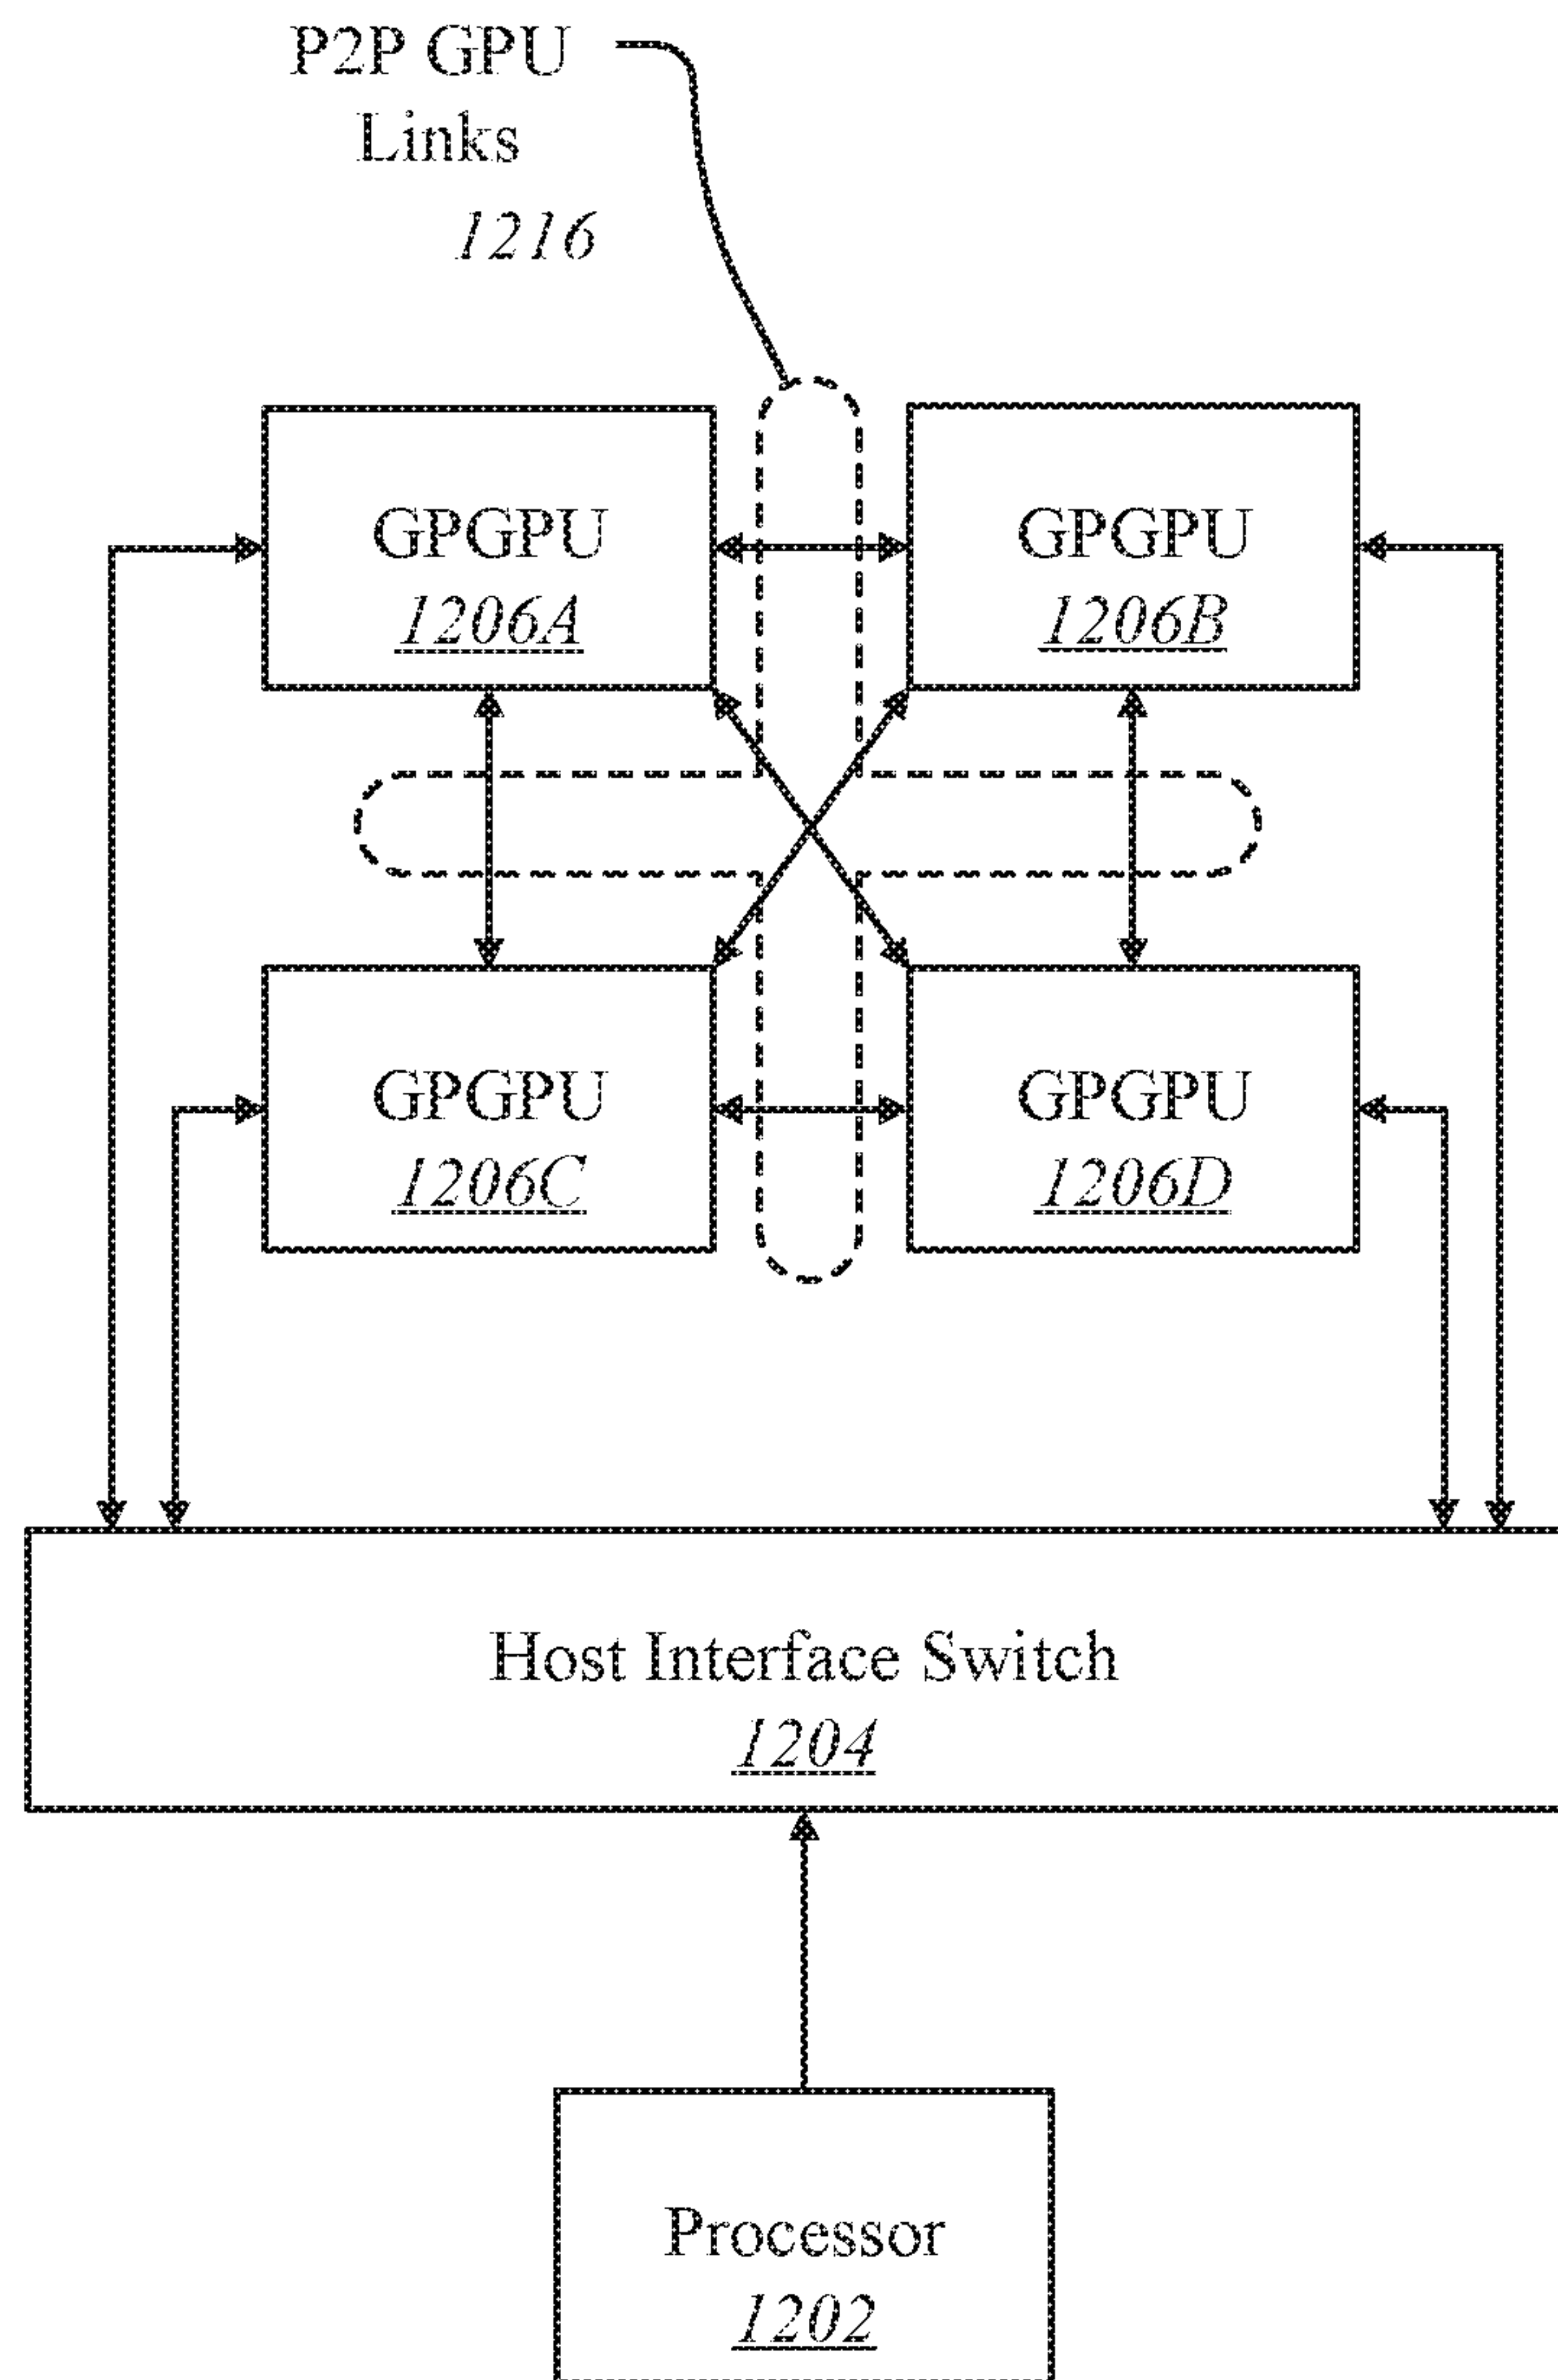 P2P GPU
Links
1216
GPGPU
1206A
GPGPU
1206B
GPGPU
1206C
GPGPU
1206D
Host Interface Switch
1204
Processor
1202